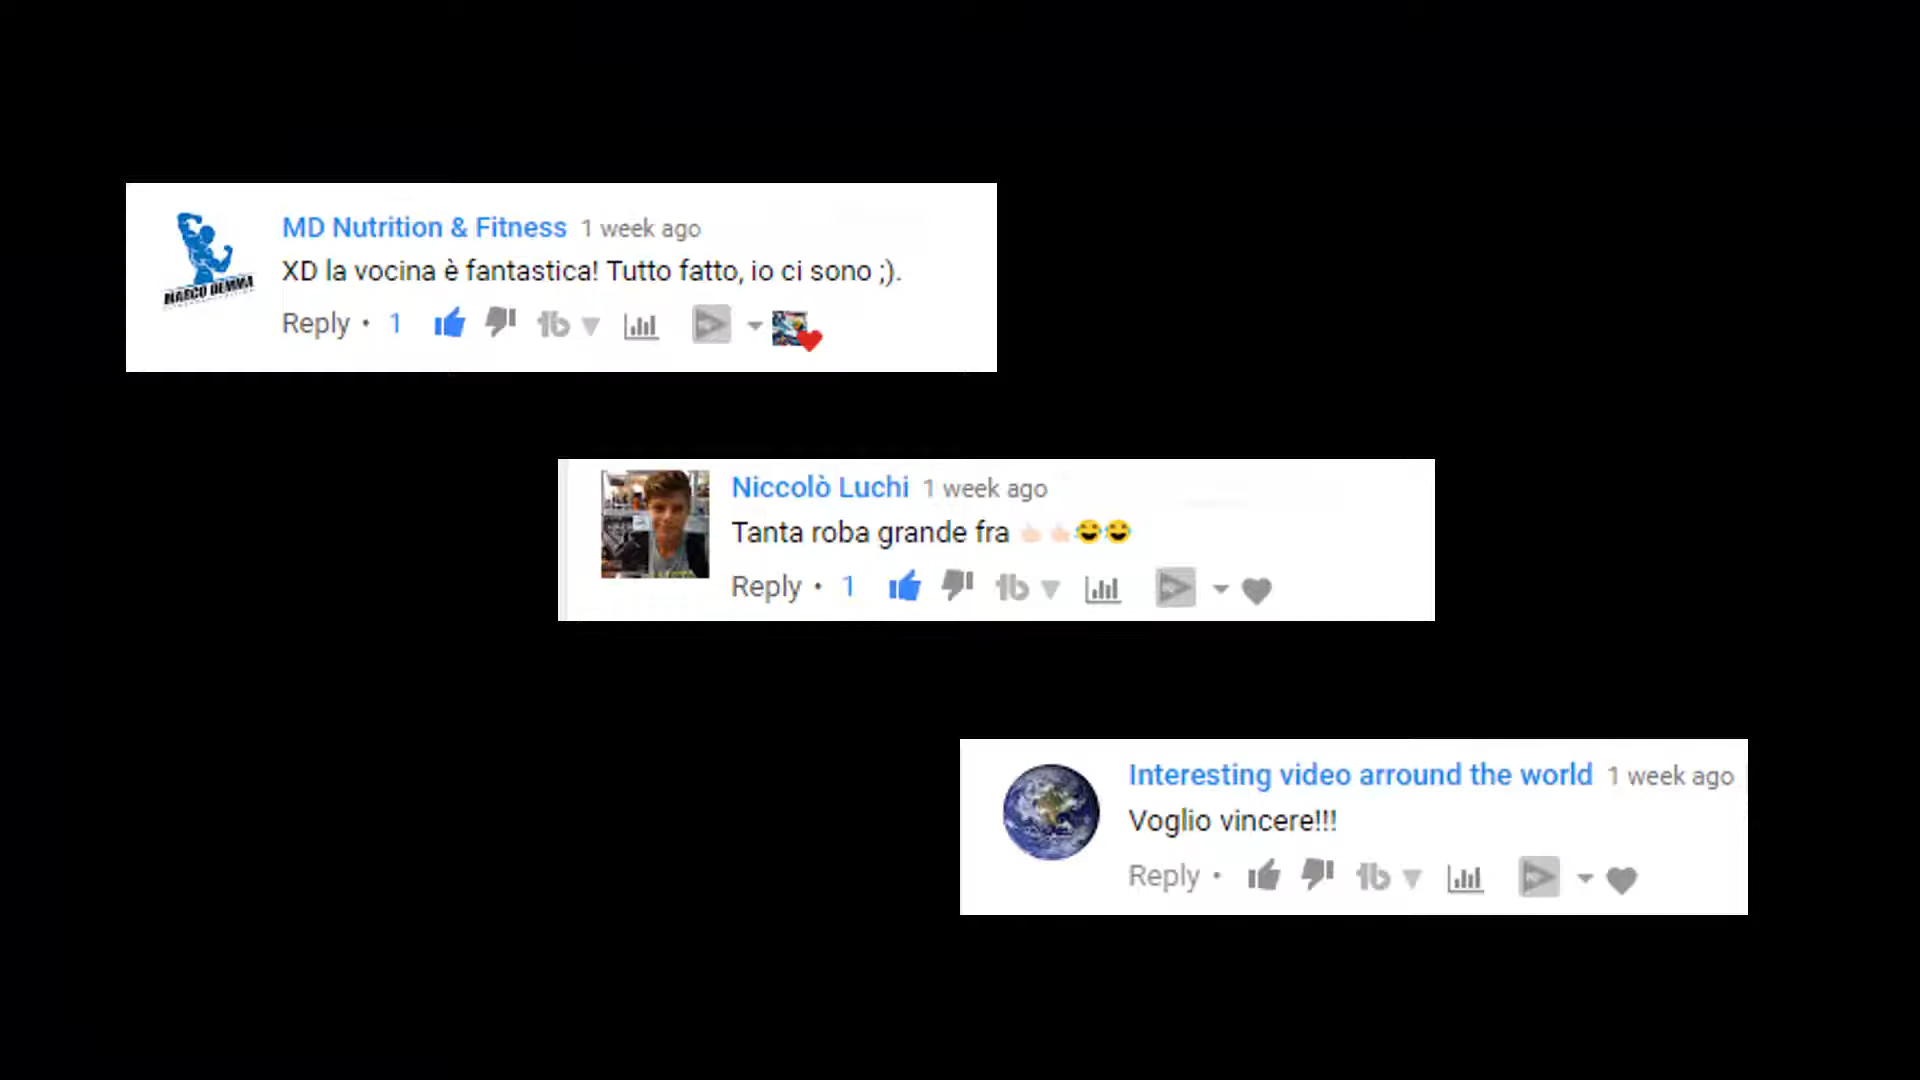 MD Nutrition & Fitness 1 week ago
XD la vocina è fantastica! Tutto fatto, io ci sono ;).
MARCO DEMMA
Reply • 1
Niccolò Luchi 1 week ago
Tanta roba grande fra 👍🏻👍🏻😂😂
Reply • 1
Interesting video arround the world 1 week ago
Voglio vincere!!!
Reply •